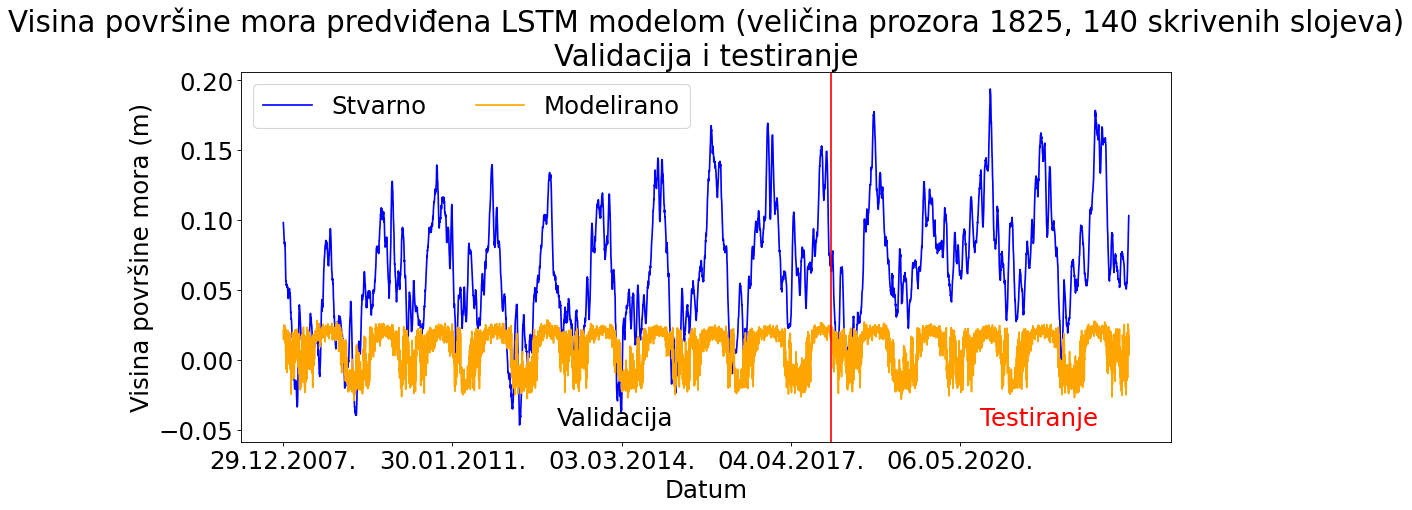 Visina površine mora predviđena LSTM modelom (veličina prozora 1825, 140 skrivenih slojeva)
Validacija i testiranje
Stvarno Modelirano
Visina površine mora (m)
0.20
0.15
0.10
0.05
0.00
−0.05
Validacija
Testiranje
29.12.2007. 30.01.2011. 03.03.2014. 04.04.2017. 06.05.2020.
Datum